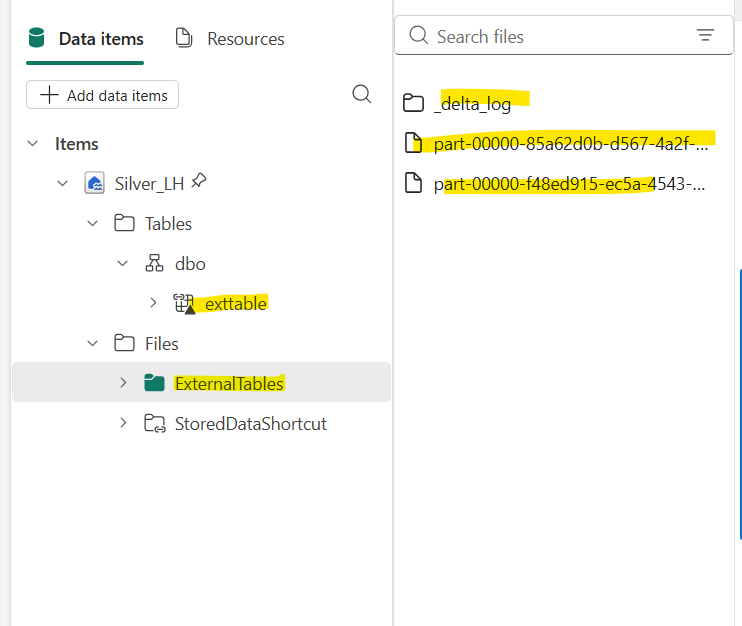 Data items
Resources
Add data items
Items
Silver_LH
Tables
dbo
exttable
Files
ExternalTables
StoredDataShortcut
Search files
_delta_log
part-00000-85a62d0b-d567-4a2f-...
part-00000-f48ed915-ec5a-4543-...